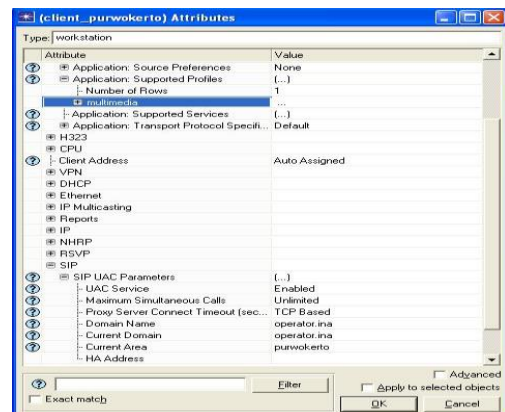 (client_purwokerto) Attributes
Type: workstation
Attribute Value
Application: Source Preferences None
Application: Supported Profiles (...)
Number of Rows 1
multimedia ...
Application: Supported Services (...)
Application: Transport Protocol Specifi... Default
H323
CPU
Client Address Auto Assigned
VPN
DHCP
Ethernet
IP Multicasting
Reports
IP
NHRP
RSVP
SIP
SIP UAC Parameters (...)
UAC Service Enabled
Maximum Simultaneous Calls Unlimited
Proxy Server Connect Timeout (sec... TCP Based
Domain Name operator.ina
Current Domain operator.ina
Current Area purwokerto
HA Address
Advanced
Filter Apply to selected objects
Exact match OK Cancel